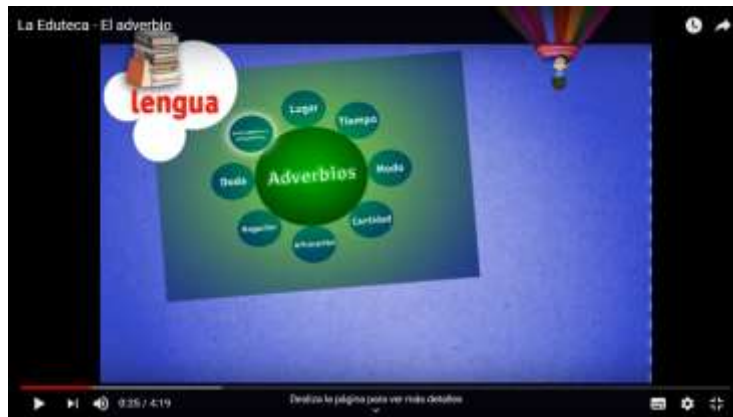 La Eduteca - El adverbio
lengua
Lugar
Tiempo
Modo
Cantidad
Afirmación
Negación
Duda
Adverbios
0:25 / 4:19
Desliza la página para ver más detalles